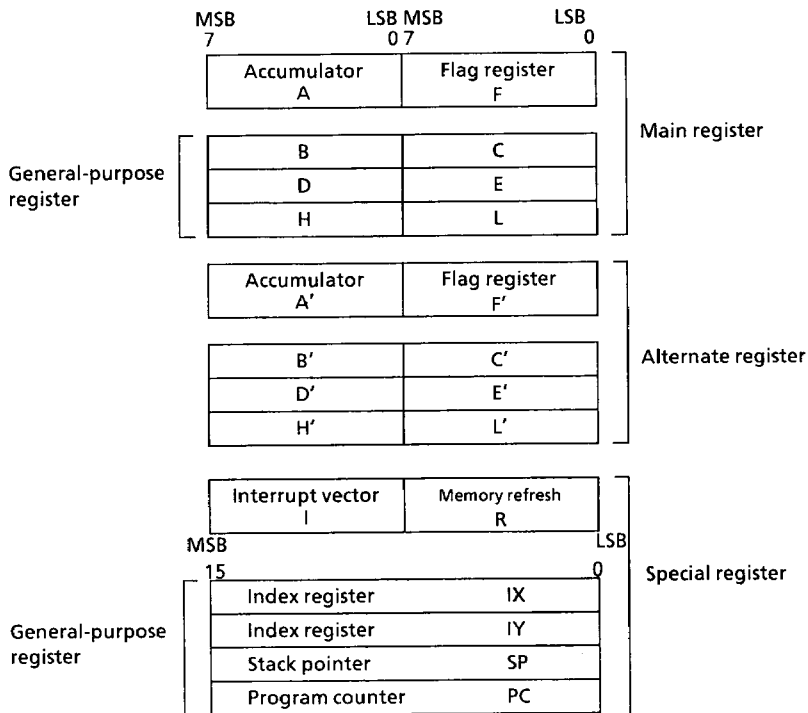 MSB LSB MSB LSB
7 0 7 0
Accumulator Flag register
A F
Main register
B C
General-purpose
register
D E
H L
Accumulator Flag register
A' F'
B' C'
Alternate register
D' E'
H' L'
Interrupt vector Memory refresh
I R
MSB LSB
15 0
Special register
Index register IX
General-purpose
register
Index register IY
Stack pointer SP
Program counter PC